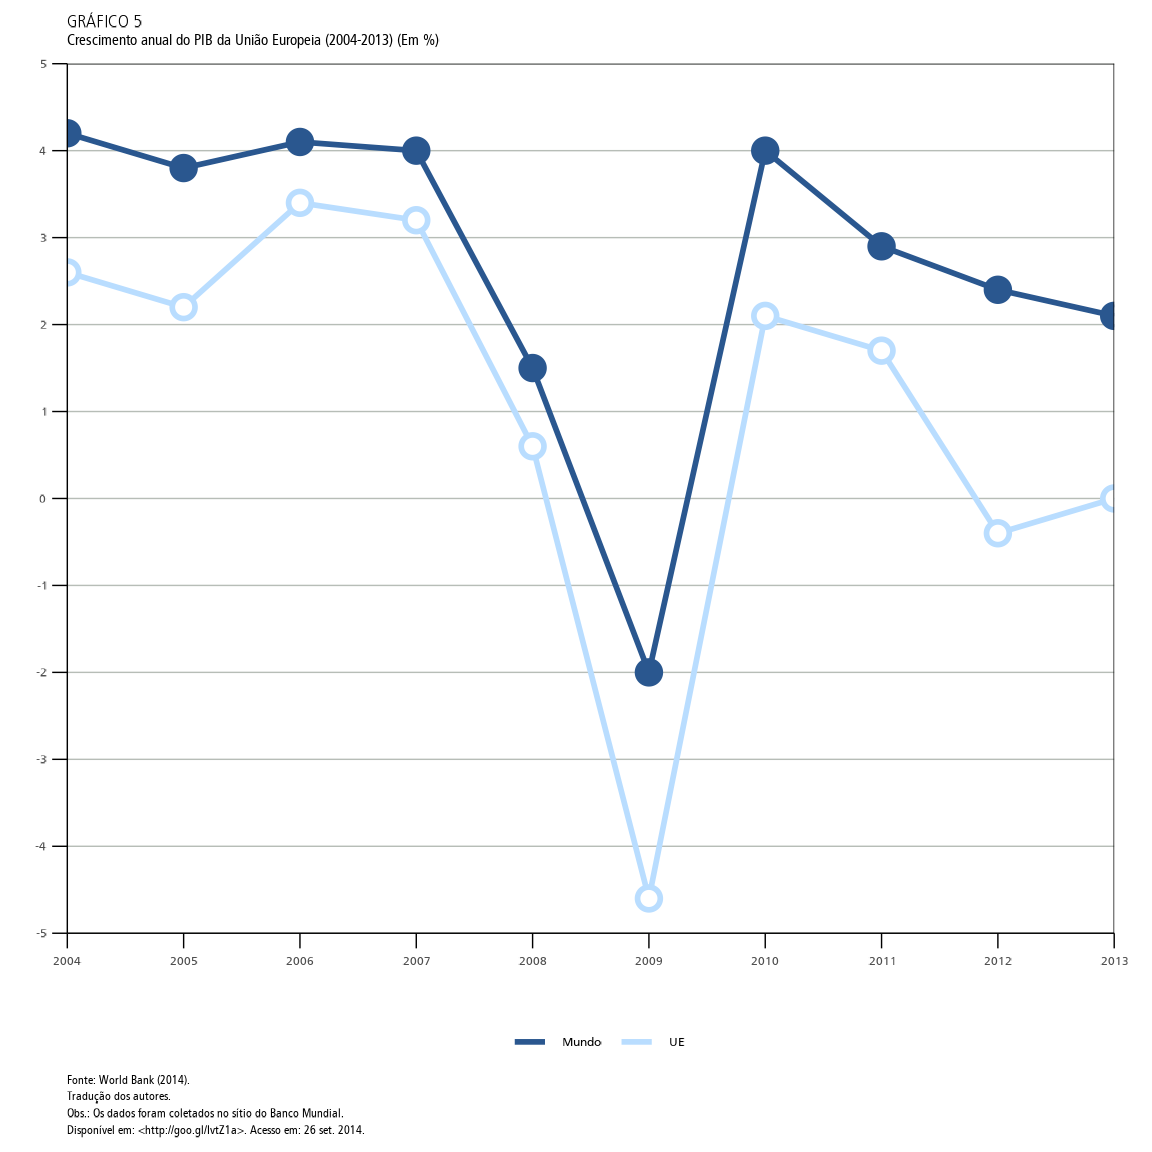 GRÁFICO 5
Crescimento anual do PIB da União Europeia (2004-2013) (Em %)
5
4
3
2
1
0
-1
-2
-3
-4
-5
2004 2005 2006 2007 2008 2009 2010 2011 2012 2013
Mundo UE
Fonte: World Bank (2014).
Tradução dos autores.
Obs.: Os dados foram coletados no sítio do Banco Mundial.
Disponível em: <http://goo.gl/IvtZ1a>. Acesso em: 26 set. 2014.